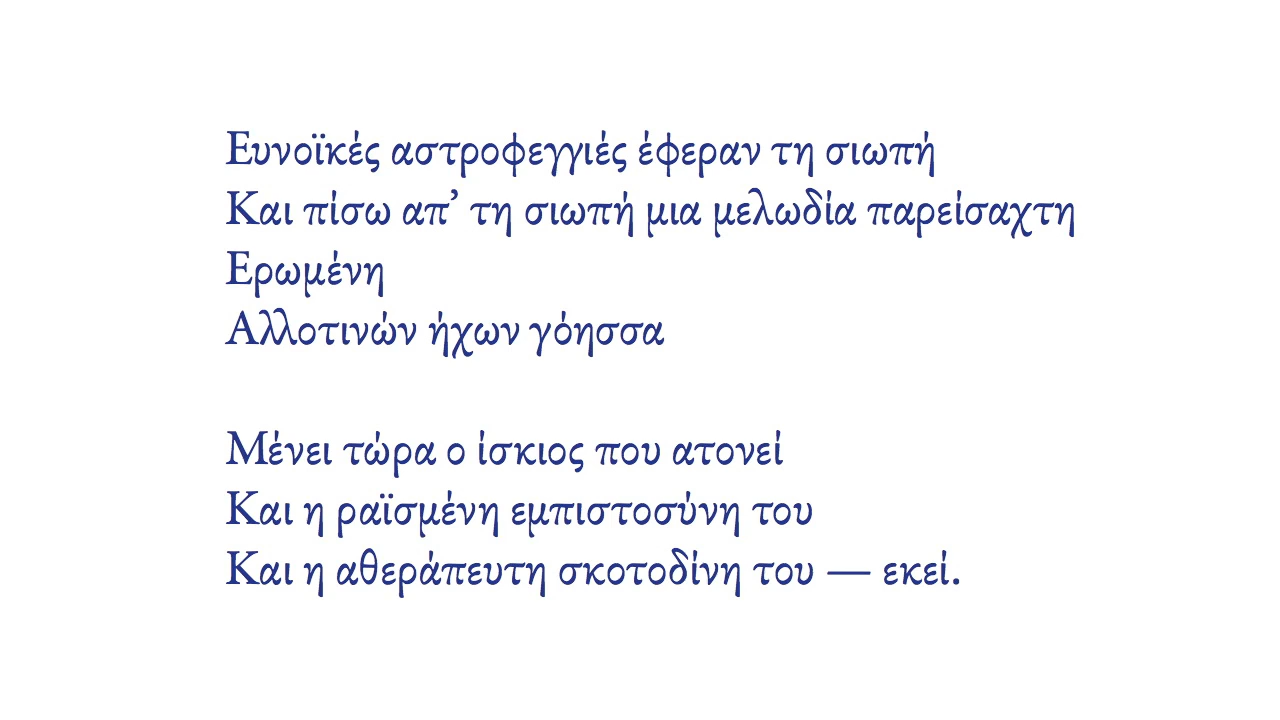 Ευνοϊκές αστροφεγγιές έφεραν τη σιωπή
Και πίσω απ’ τη σιωπή μια μελωδία παρείσαχτη
Ερωμένη
Αλλοτινών ήχων γόησσα
Μένει τώρα ο ίσκιος που ατονεί
Και η ραϊσμένη εμπιστοσύνη του
Και η αθεράπευτη σκοτοδίνη του — εκεί.